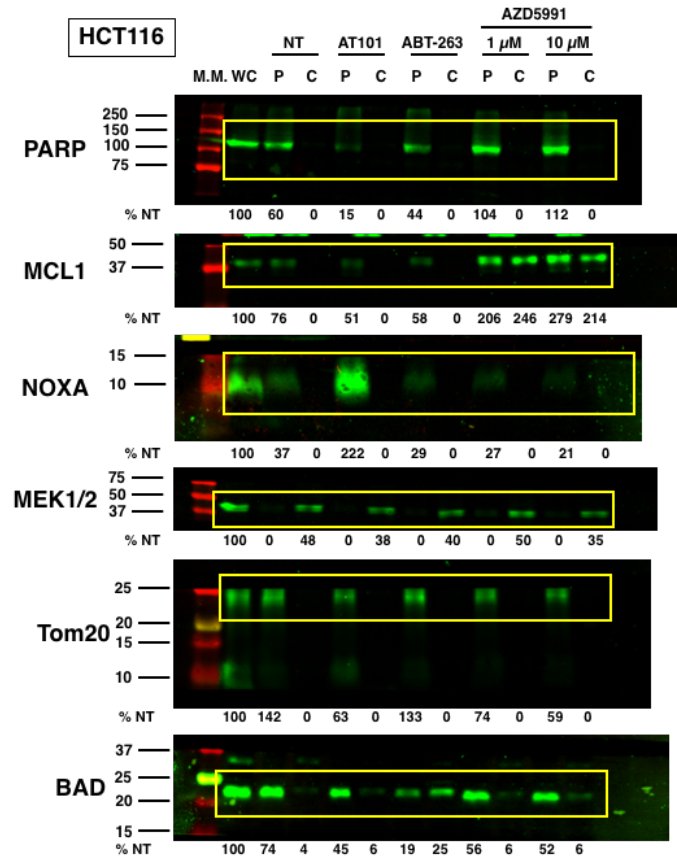 HCT116
AZD5991
NT AT101 ABT-263 1 µM 10 µM
M.M. WC P C P C P C P C P C
PARP
250
150
100
75
% NT 100 60 0 15 0 44 0 104 0 112 0
MCL1
50
37
% NT 100 76 0 51 0 58 0 206 246 279 214
NOXA
15
10
% NT 100 37 0 222 0 29 0 27 0 21 0
MEK1/2
75
50
37
% NT 100 0 48 0 38 0 40 0 50 0 35
Tom20
25
20
15
10
% NT 100 142 0 63 0 133 0 74 0 59 0
BAD
37
25
20
15
% NT 100 74 4 45 6 19 25 56 6 52 6